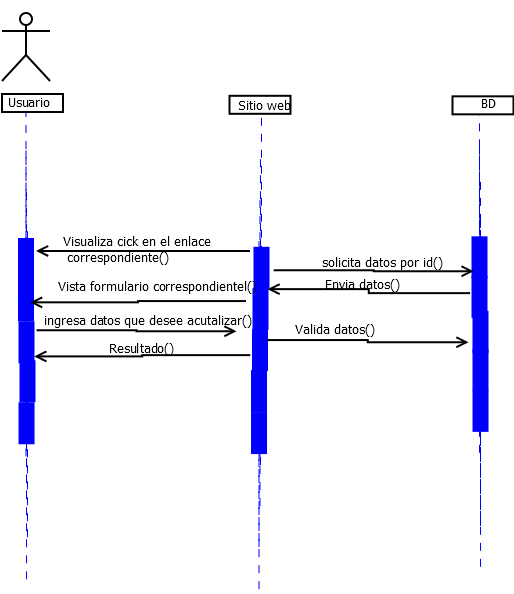 Usuario
Sitio web
BD
Visualiza cick en el enlace
correspondiente()
solicita datos por id()
Vista formulario correspondientel()
Envia datos()
ingresa datos que desee acutalizar()
Valida datos()
Resultado()